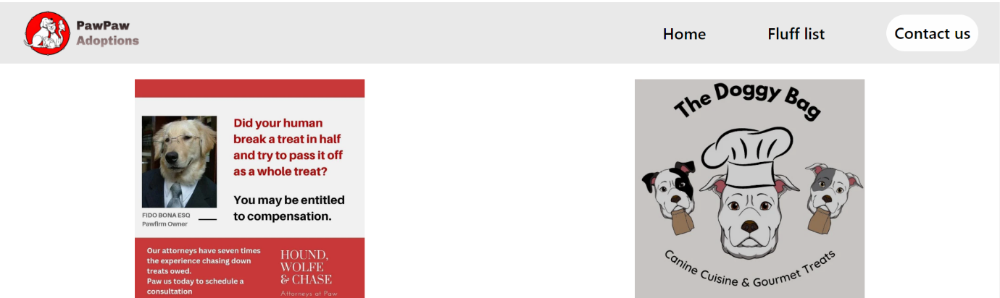 PawPaw
Adoptions
Home
Fluff list
Contact us
Did your human
break a treat in half
and try to pass it off
as a whole treat?
You may be entitled
to compensation.
FIDO BONA ESQ
Pawfirm Owner
Our attorneys have seven times
the experience chasing down
treats owed.
Paw us today to schedule a
consultation
HOUND,
WOLFE
& CHASE
Attorneys at Paw
The Doggy Bag
Canine Cuisine & Gourmet Treats